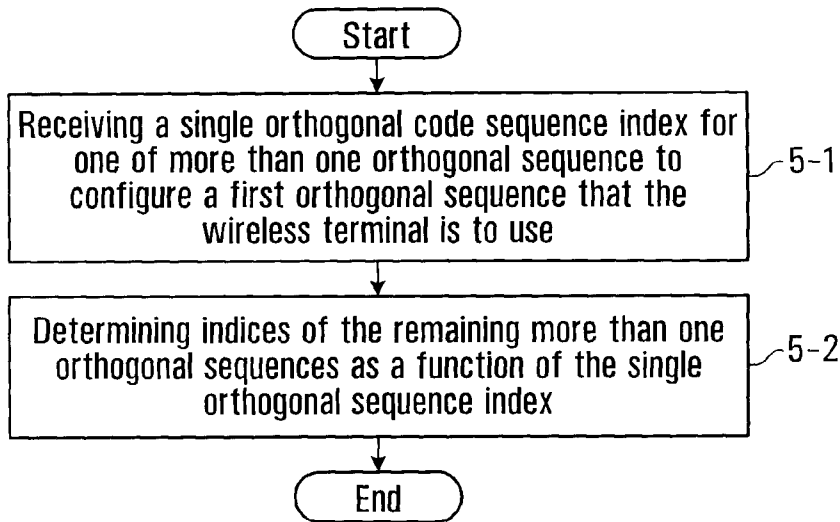 Start
Receiving a single orthogonal code sequence index for
one of more than one orthogonal sequence to
configure a first orthogonal sequence that the
wireless terminal is to use
5-1
Determining indices of the remaining more than one
orthogonal sequences as a function of the single
orthogonal sequence index
5-2
End